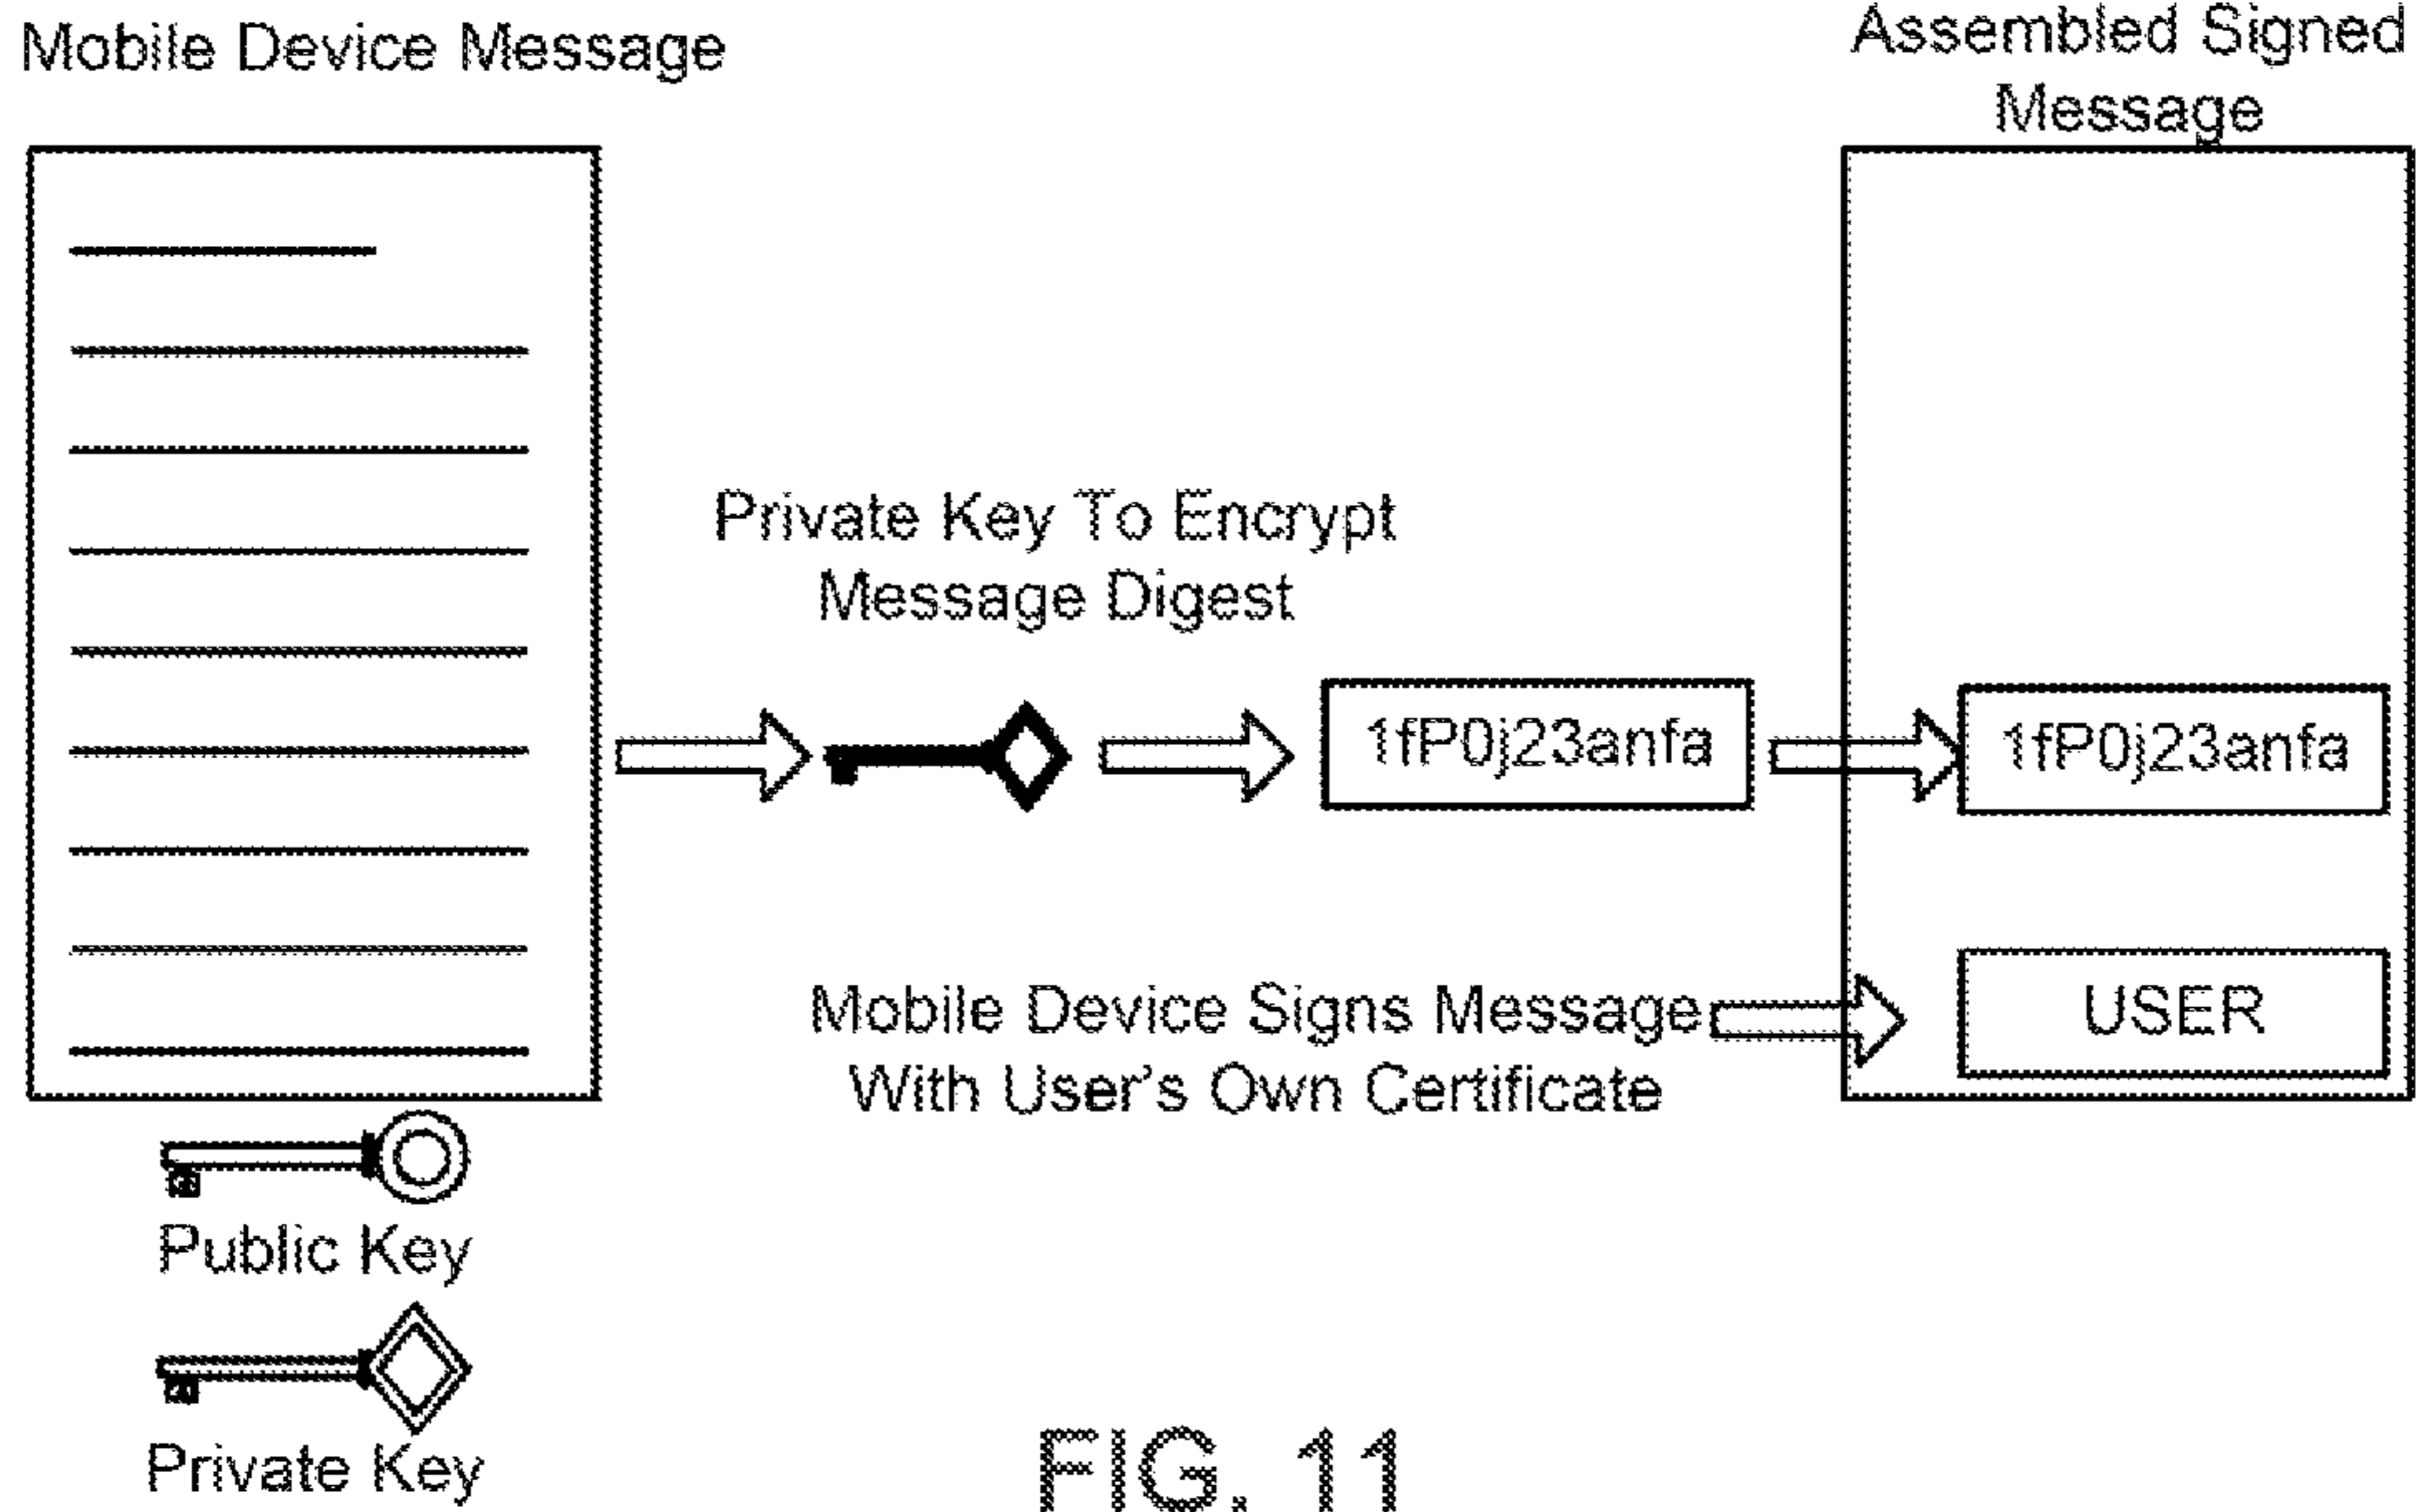 Mobile Device Message
Assembled Signed
Message
Private Key To Encrypt
Message Digest
1fP0j23anfa
1fP0j23anfa
Mobile Device Signs Message
With User's Own Certificate
USER
Public Key
Private Key
FIG. 11